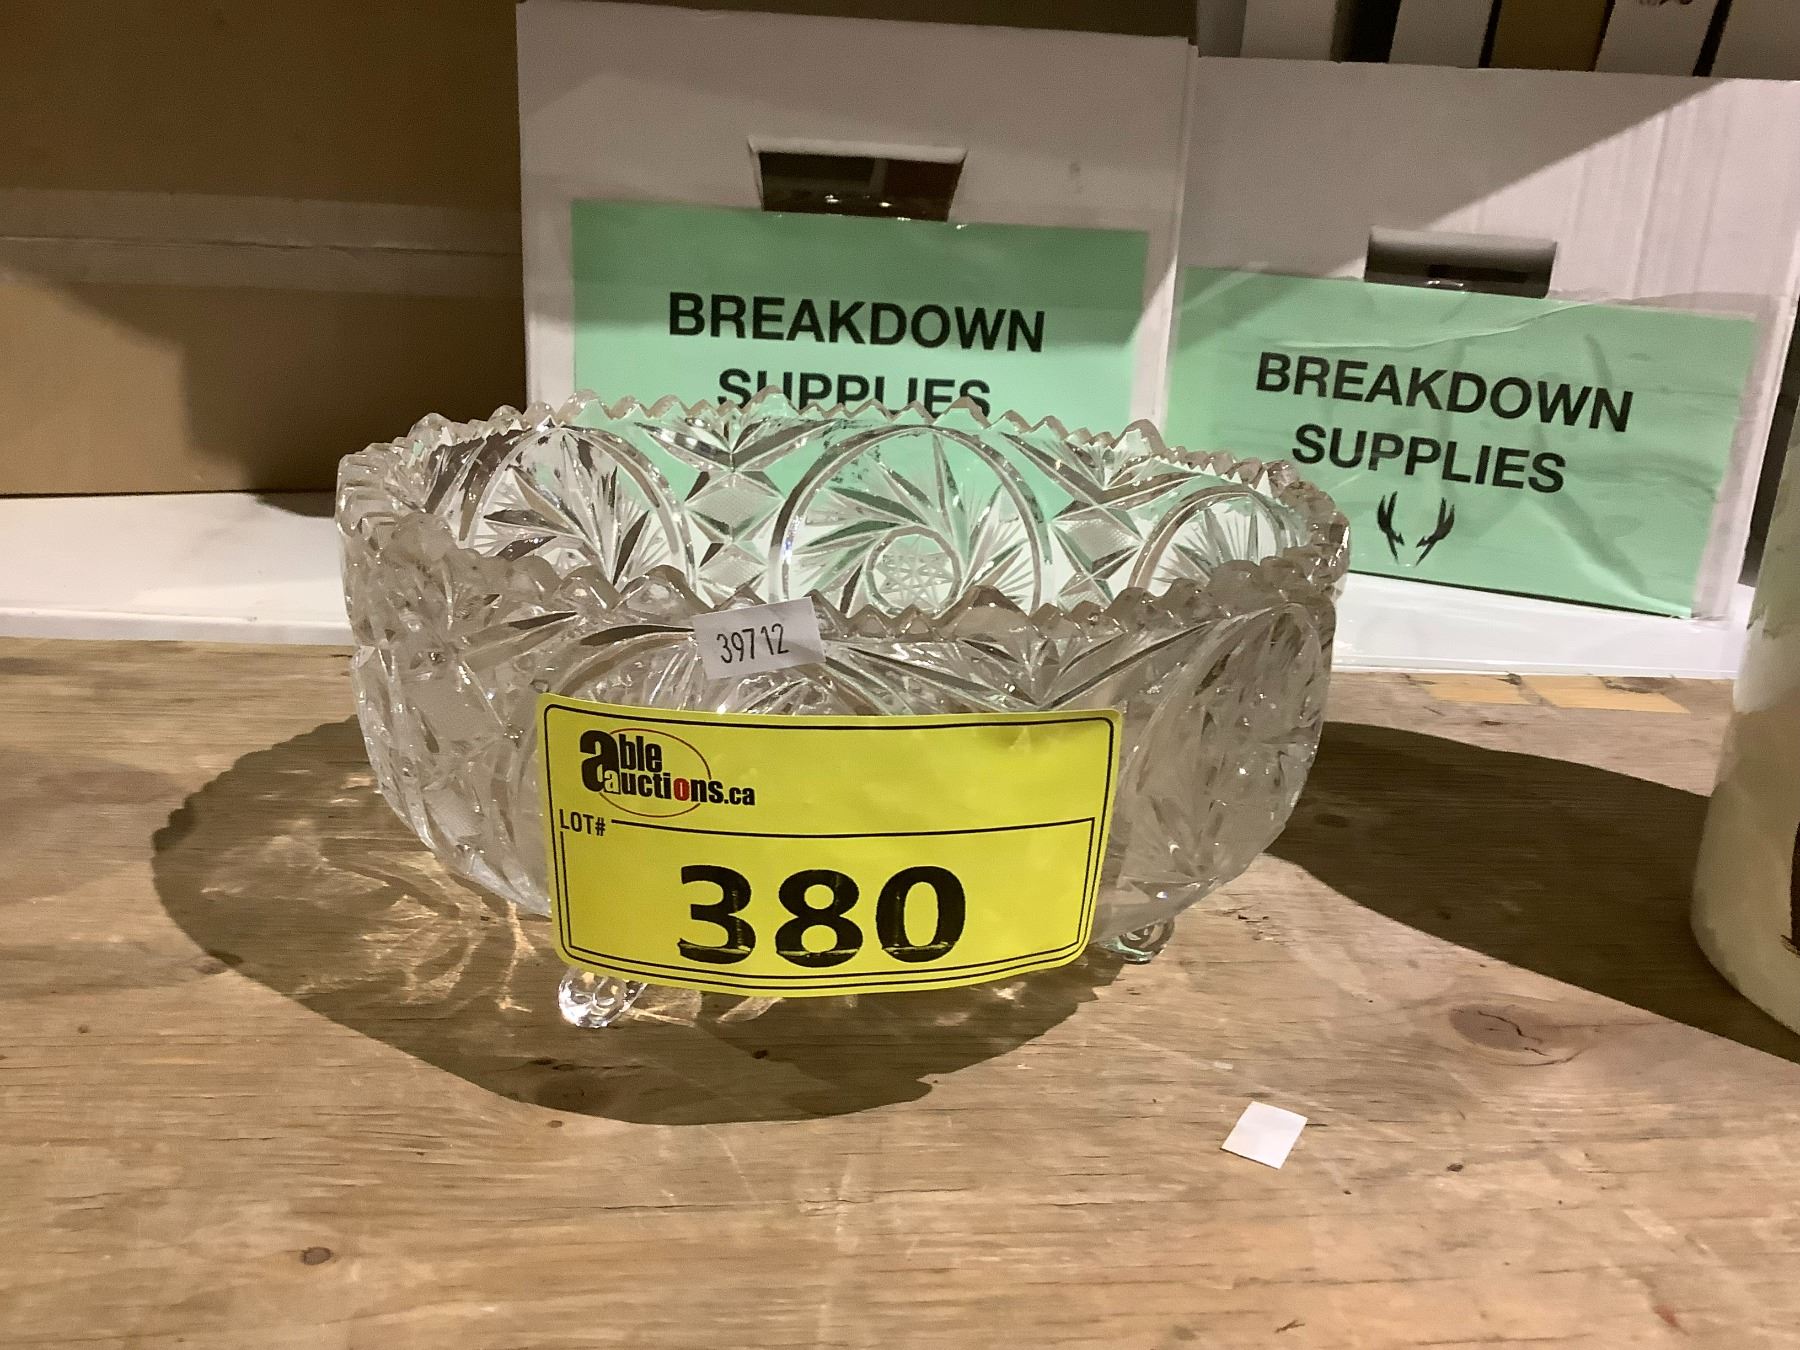 BREAKDOWN
SUPPLIES
BREAKDOWN
SUPPLIES
39712
able
auctions.ca
LOT#
380